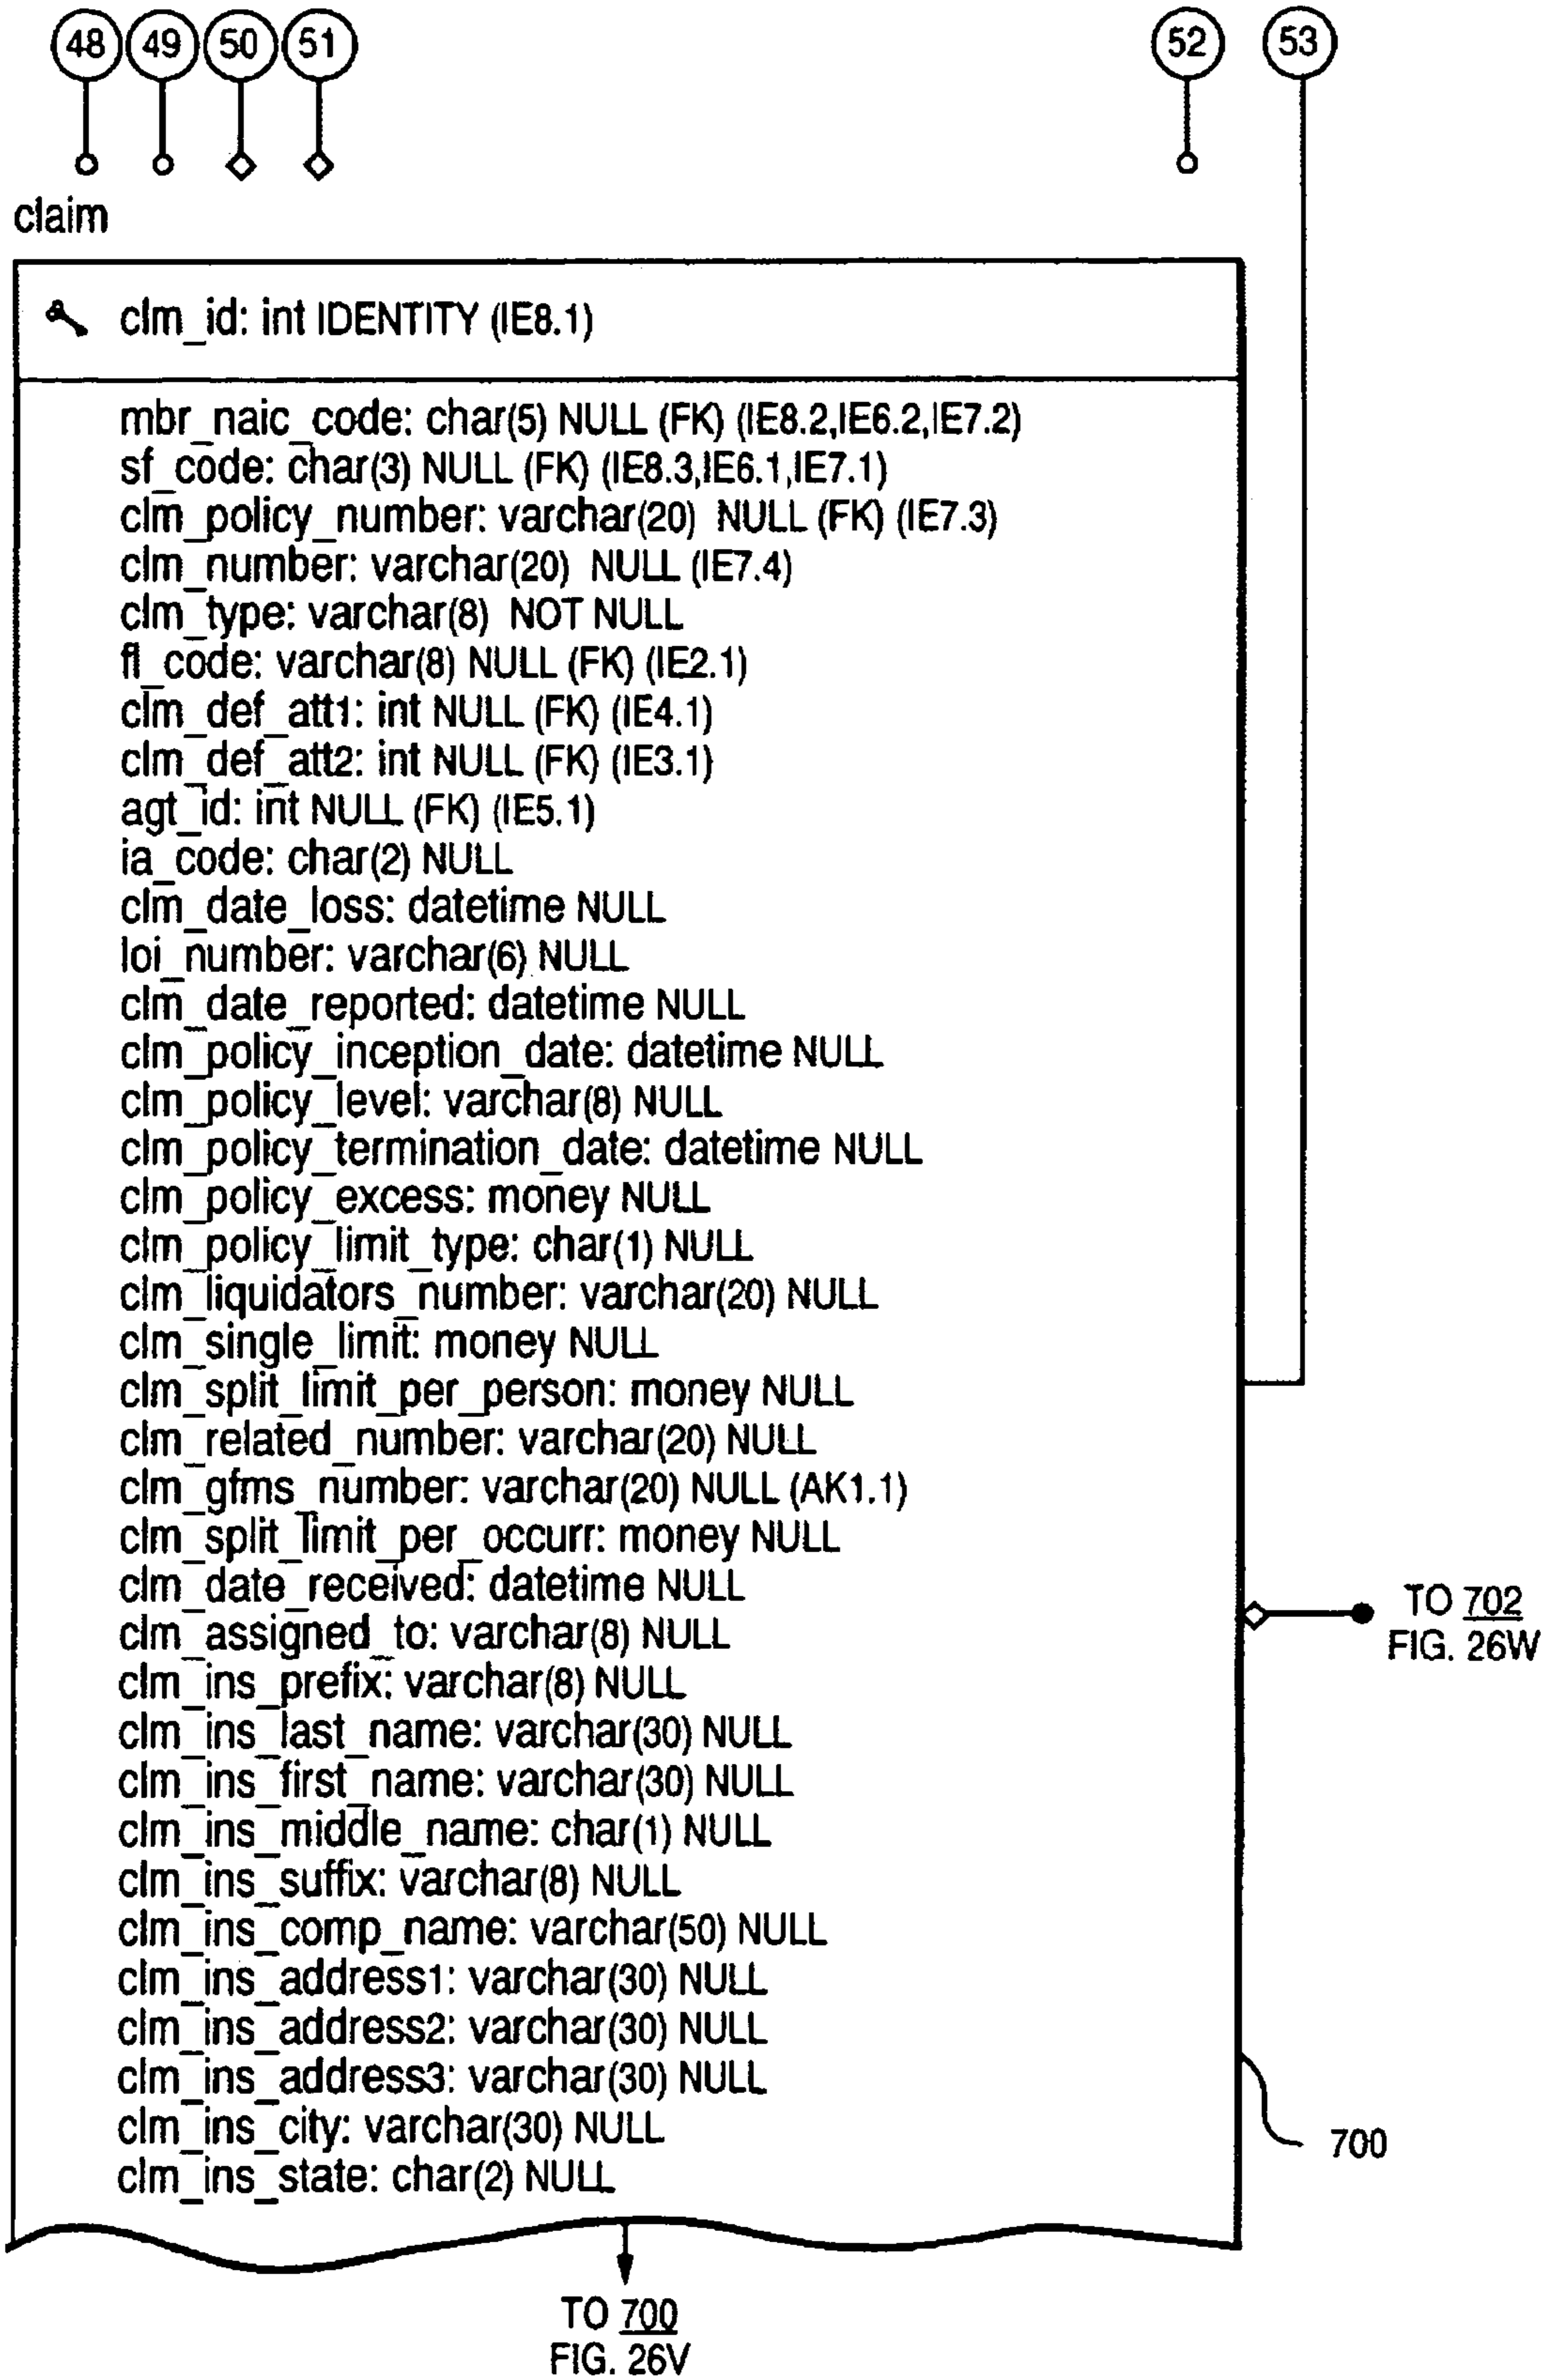 48 49 50 51 52 53
claim
clm_id: int IDENTITY (IE8.1)
mbr_naic_code: char(5) NULL (FK) (IE8.2,IE6.2,IE7.2)
sf_code: char(3) NULL (FK) (IE8.3,IE6.1,IE7.1)
clm_policy_number: varchar(20) NULL (FK) (IE7.3)
clm_number: varchar(20) NULL (IE7.4)
clm_type: varchar(8) NOT NULL
fl_code: varchar(8) NULL (FK) (IE2.1)
clm_def_att1: int NULL (FK) (IE4.1)
clm_def_att2: int NULL (FK) (IE3.1)
agt_id: int NULL (FK) (IE5.1)
ia_code: char(2) NULL
clm_date_loss: datetime NULL
loi_number: varchar(6) NULL
clm_date_reported: datetime NULL
clm_policy_inception_date: datetime NULL
clm_policy_level: varchar(8) NULL
clm_policy_termination_date: datetime NULL
clm_policy_excess: money NULL
clm_policy_limit_type: char(1) NULL
clm_liquidators_number: varchar(20) NULL
clm_single_limit: money NULL
clm_split_limit_per_person: money NULL
clm_related_number: varchar(20) NULL
clm_gfms_number: varchar(20) NULL (AK1.1)
clm_split_limit_per_occurr: money NULL
clm_date_received: datetime NULL
clm_assigned_to: varchar(8) NULL
clm_ins_prefix: varchar(8) NULL
clm_ins_last_name: varchar(30) NULL
clm_ins_first_name: varchar(30) NULL
clm_ins_middle_name: char(1) NULL
clm_ins_suffix: varchar(8) NULL
clm_ins_comp_name: varchar(50) NULL
clm_ins_address1: varchar(30) NULL
clm_ins_address2: varchar(30) NULL
clm_ins_address3: varchar(30) NULL
clm_ins_city: varchar(30) NULL
clm_ins_state: char(2) NULL
TO 702
FIG. 26W
700
TO 700
FIG. 26V